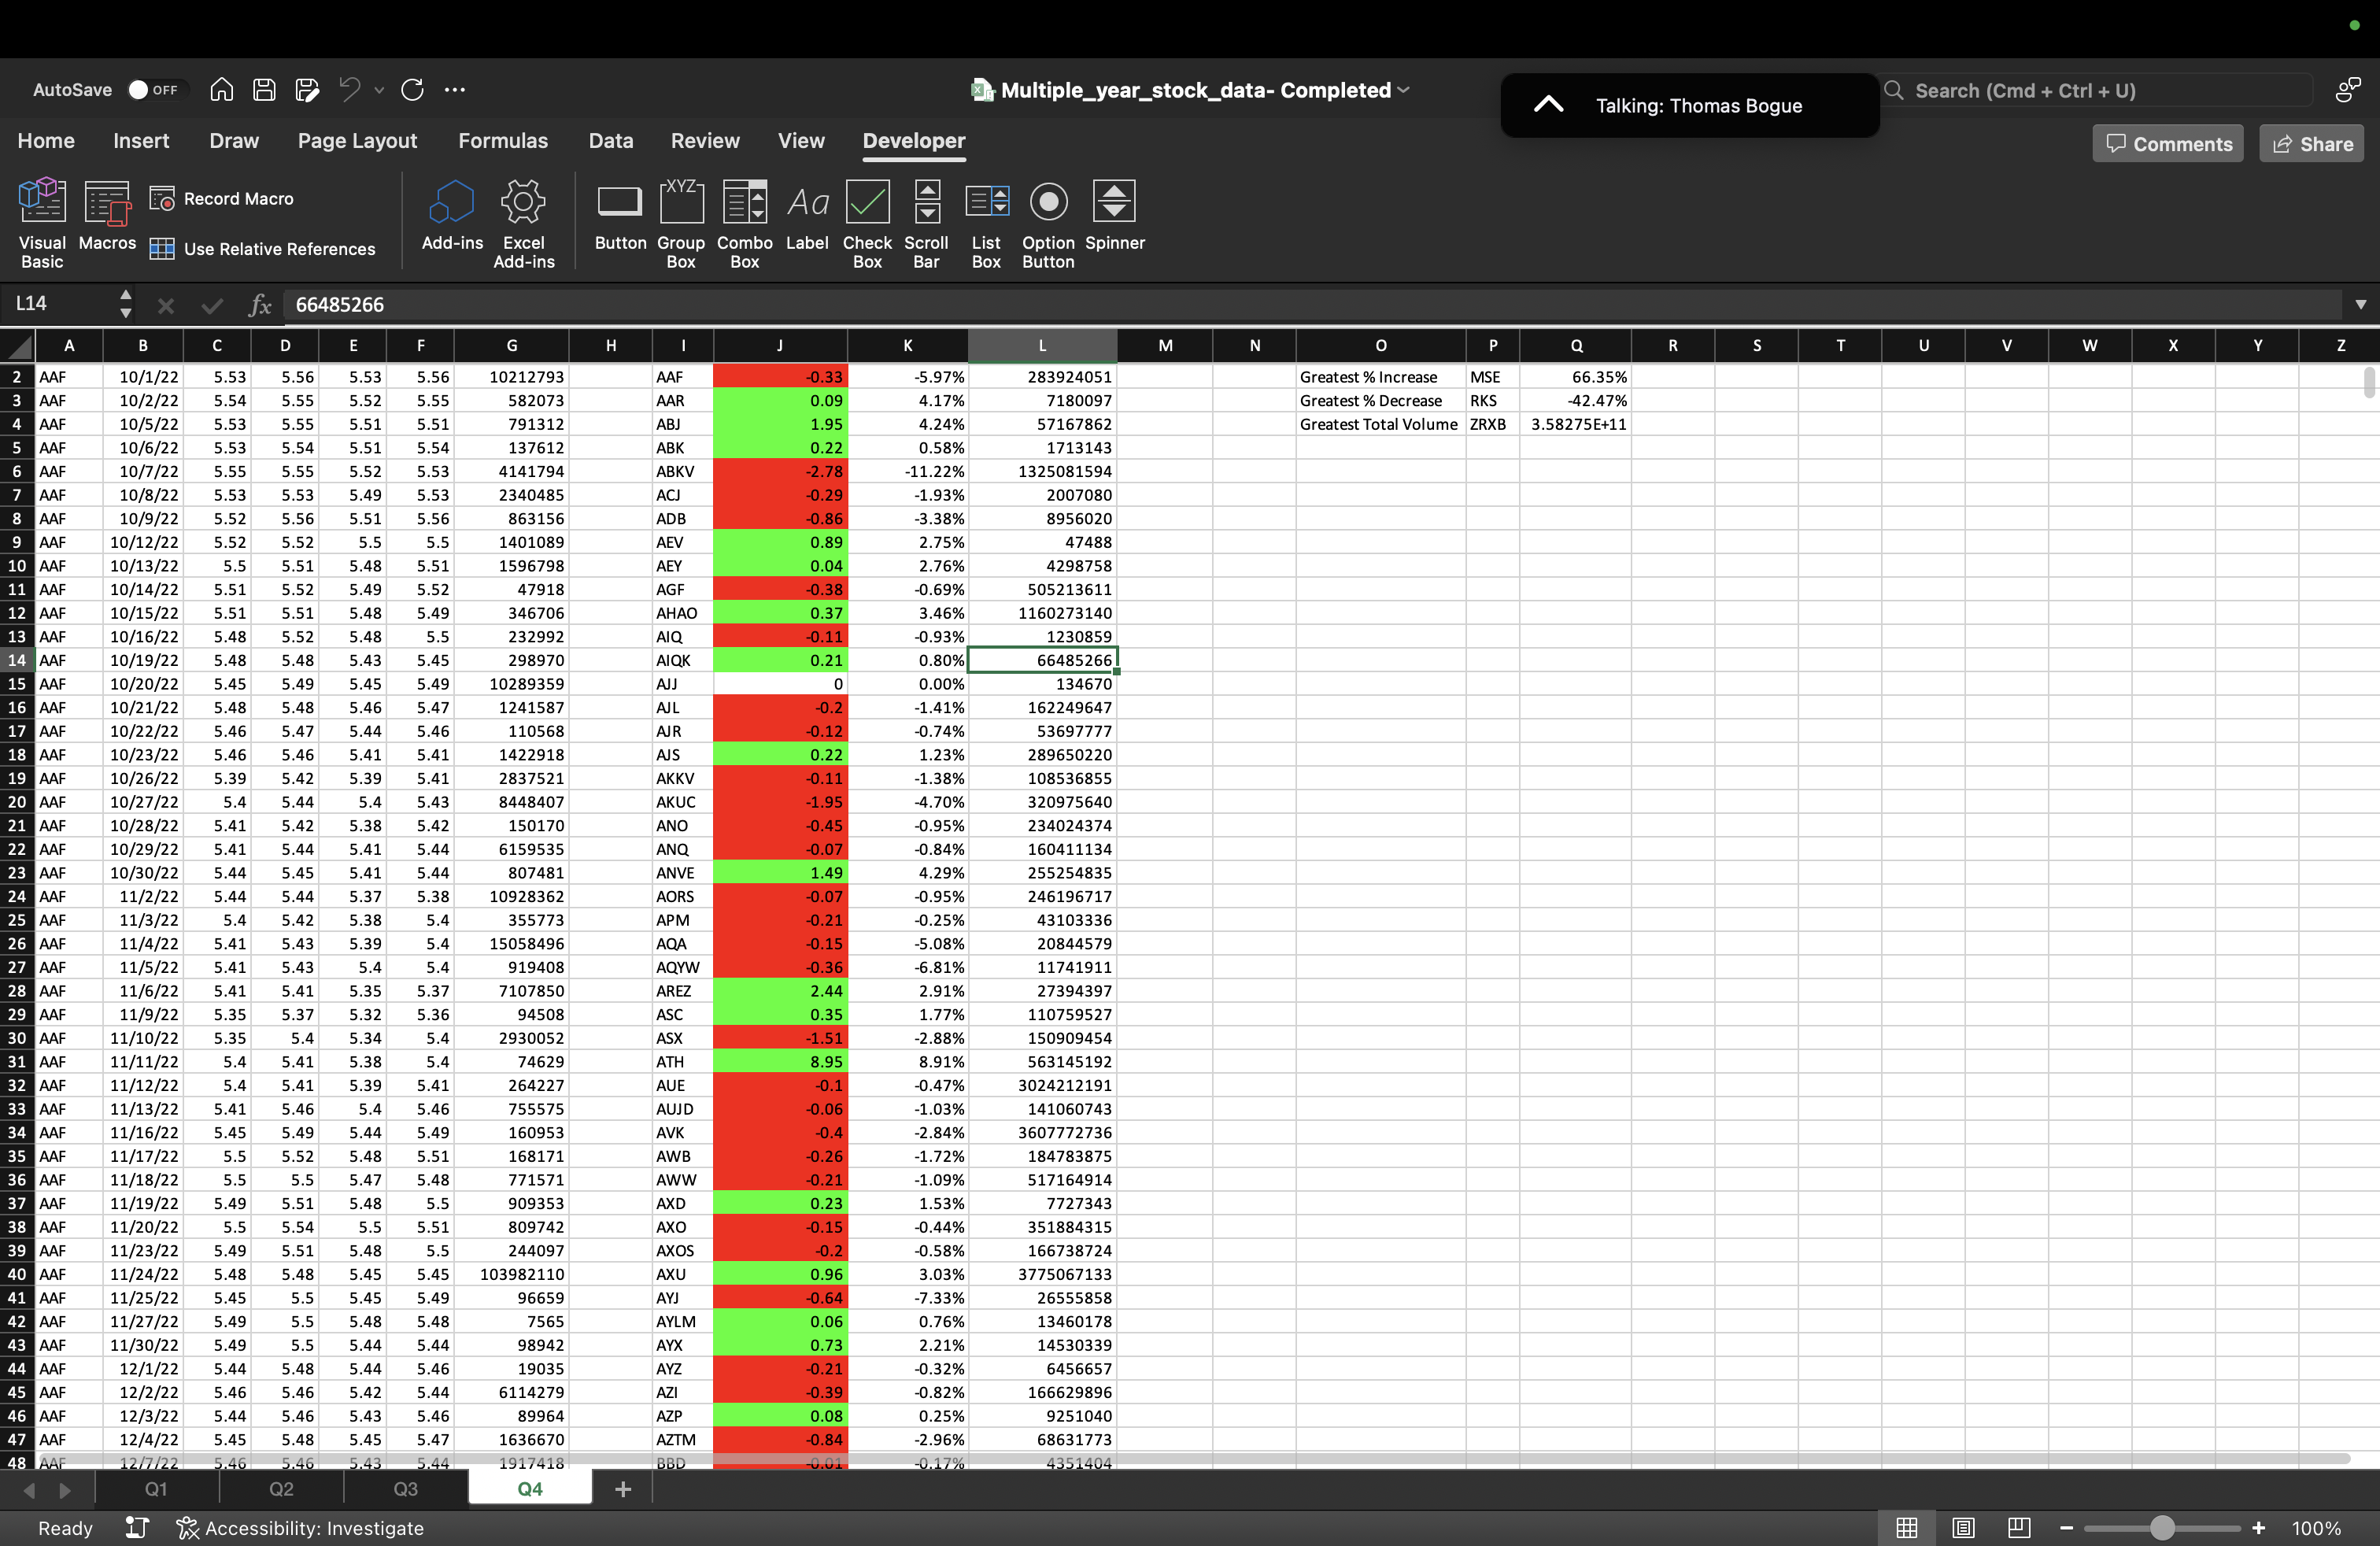 AutoSave OFF Multiple_year_stock_data- Completed Talking: Thomas Bogue Search (Cmd + Ctrl + U)
Home Insert Draw Page Layout Formulas Data Review View Developer Comments Share
Visual Basic Macros Record Macro Use Relative References Add-ins Excel Add-ins Button XYZ Group Box Combo Box Aa Label Check Box Scroll Bar List Box Option Button Spinner
L14 fx 66485266
A B C D E F G H I J K L M N O P Q R S T U V W X Y Z
2 AAF 10/1/22 5.53 5.56 5.53 5.56 10212793 AAF -0.33 -5.97% 283924051 Greatest % Increase MSE 66.35%
3 AAF 10/2/22 5.54 5.55 5.52 5.55 582073 AAR 0.09 4.17% 7180097 Greatest % Decrease RKS -42.47%
4 AAF 10/5/22 5.53 5.55 5.51 5.51 791312 ABJ 1.95 4.24% 57167862 Greatest Total Volume ZRXB 3.58275E+11
5 AAF 10/6/22 5.53 5.54 5.51 5.54 137612 ABK 0.22 0.58% 1713143
6 AAF 10/7/22 5.55 5.55 5.52 5.53 4141794 ABKV -2.78 -11.22% 1325081594
7 AAF 10/8/22 5.53 5.53 5.49 5.53 2340485 ACJ -0.29 -1.93% 2007080
8 AAF 10/9/22 5.52 5.56 5.51 5.56 863156 ADB -0.86 -3.38% 8956020
9 AAF 10/12/22 5.52 5.52 5.5 5.5 1401089 AEV 0.89 2.75% 47488
10 AAF 10/13/22 5.5 5.51 5.48 5.51 1596798 AEY 0.04 2.76% 4298758
11 AAF 10/14/22 5.51 5.52 5.49 5.52 47918 AGF -0.38 -0.69% 505213611
12 AAF 10/15/22 5.51 5.51 5.48 5.49 346706 AHAO 0.37 3.46% 1160273140
13 AAF 10/16/22 5.48 5.52 5.48 5.5 232992 AIQ -0.11 -0.93% 1230859
14 AAF 10/19/22 5.48 5.48 5.43 5.45 298970 AIQK 0.21 0.80% 66485266
15 AAF 10/20/22 5.45 5.49 5.45 5.49 10289359 AJJ 0 0.00% 134670
16 AAF 10/21/22 5.48 5.48 5.46 5.47 1241587 AJL -0.2 -1.41% 162249647
17 AAF 10/22/22 5.46 5.47 5.44 5.46 110568 AJR -0.12 -0.74% 53697777
18 AAF 10/23/22 5.46 5.46 5.41 5.41 1422918 AJS 0.22 1.23% 289650220
19 AAF 10/26/22 5.39 5.42 5.39 5.41 2837521 AKKV -0.11 -1.38% 108536855
20 AAF 10/27/22 5.4 5.44 5.4 5.43 8448407 AKUC -1.95 -4.70% 320975640
21 AAF 10/28/22 5.41 5.42 5.38 5.42 150170 ANO -0.45 -0.95% 234024374
22 AAF 10/29/22 5.41 5.44 5.41 5.44 6159535 ANQ -0.07 -0.84% 160411134
23 AAF 10/30/22 5.44 5.45 5.41 5.44 807481 ANVE 1.49 4.29% 255254835
24 AAF 11/2/22 5.44 5.44 5.37 5.38 10928362 AORS -0.07 -0.95% 246196717
25 AAF 11/3/22 5.4 5.42 5.38 5.4 355773 APM -0.21 -0.25% 43103336
26 AAF 11/4/22 5.41 5.43 5.39 5.4 15058496 AQA -0.15 -5.08% 20844579
27 AAF 11/5/22 5.41 5.43 5.4 5.4 919408 AQYW -0.36 -6.81% 11741911
28 AAF 11/6/22 5.41 5.41 5.35 5.37 7107850 AREZ 2.44 2.91% 27394397
29 AAF 11/9/22 5.35 5.37 5.32 5.36 94508 ASC 0.35 1.77% 110759527
30 AAF 11/10/22 5.35 5.4 5.34 5.4 2930052 ASX -1.51 -2.88% 150909454
31 AAF 11/11/22 5.4 5.41 5.38 5.4 74629 ATH 8.95 8.91% 563145192
32 AAF 11/12/22 5.4 5.41 5.39 5.41 264227 AUE -0.1 -0.47% 3024212191
33 AAF 11/13/22 5.41 5.46 5.4 5.46 755575 AUJD -0.06 -1.03% 141060743
34 AAF 11/16/22 5.45 5.49 5.44 5.49 160953 AVK -0.4 -2.84% 3607772736
35 AAF 11/17/22 5.5 5.52 5.48 5.51 168171 AWB -0.26 -1.72% 184783875
36 AAF 11/18/22 5.5 5.5 5.47 5.48 771571 AWW -0.21 -1.09% 517164914
37 AAF 11/19/22 5.49 5.51 5.48 5.5 909353 AXD 0.23 1.53% 7727343
38 AAF 11/20/22 5.5 5.54 5.5 5.51 809742 AXO -0.15 -0.44% 351884315
39 AAF 11/23/22 5.49 5.51 5.48 5.5 244097 AXOS -0.2 -0.58% 166738724
40 AAF 11/24/22 5.48 5.48 5.45 5.45 103982110 AXU 0.96 3.03% 3775067133
41 AAF 11/25/22 5.45 5.5 5.45 5.49 96659 AYJ -0.64 -7.33% 26555858
42 AAF 11/27/22 5.49 5.5 5.48 5.48 7565 AYLM 0.06 0.76% 13460178
43 AAF 11/30/22 5.49 5.5 5.44 5.44 98942 AYX 0.73 2.21% 14530339
44 AAF 12/1/22 5.44 5.48 5.44 5.46 19035 AYZ -0.21 -0.32% 6456657
45 AAF 12/2/22 5.46 5.46 5.42 5.44 6114279 AZI -0.39 -0.82% 166629896
46 AAF 12/3/22 5.44 5.46 5.43 5.46 89964 AZP 0.08 0.25% 9251040
47 AAF 12/4/22 5.45 5.48 5.45 5.47 1636670 AZTM -0.84 -2.96% 68631773
48 AAF 12/7/22 5.46 5.46 5.43 5.44 1917418 BBD -0.01 -0.17% 4351404
Q1 Q2 Q3 Q4 +
Ready Accessibility: Investigate 100%